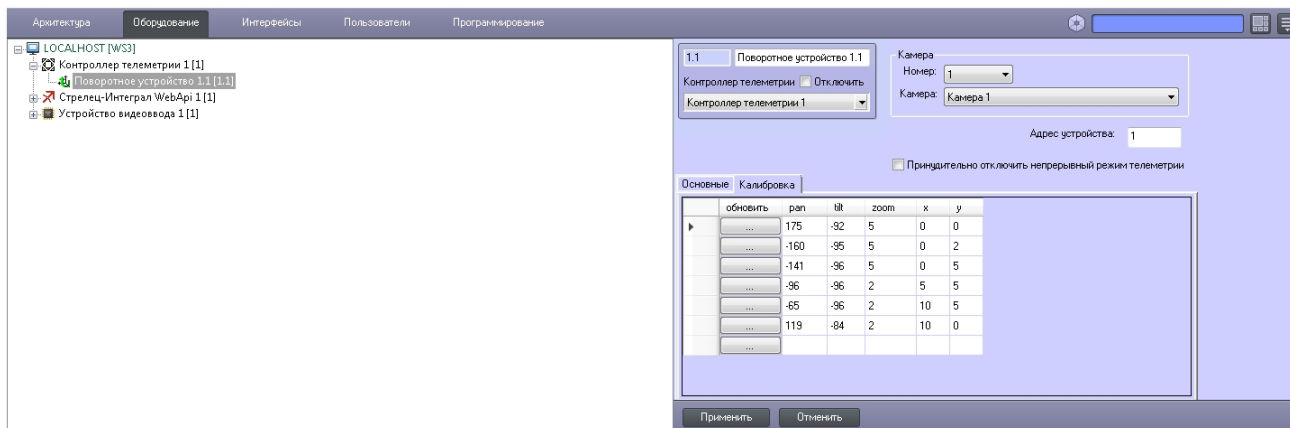 Архитектура Оборудование Интерфейсы Пользователи Программирование
LOCALHOST [WS3]
Контроллер телеметрии 1 [1]
Поворотное устройство 1.1 [1.1]
Стрелец-Интеграл WebApi 1 [1]
Устройство видеоввода 1 [1]
1.1 Поворотное устройство 1.1
Контроллер телеметрии Отключить
Контроллер телеметрии 1
Камера
Номер: 1
Камера: Камера 1
Адрес устройства: 1
Принудительно отключить непрерывный режим телеметрии
Основные Калибровка
обновить pan tilt zoom x y
... 175 -92 5 0 0
... -160 -95 5 0 2
... -141 -96 5 0 5
... -96 -96 2 5 5
... -65 -96 2 10 5
... 119 -84 2 10 0
...
Применить Отменить